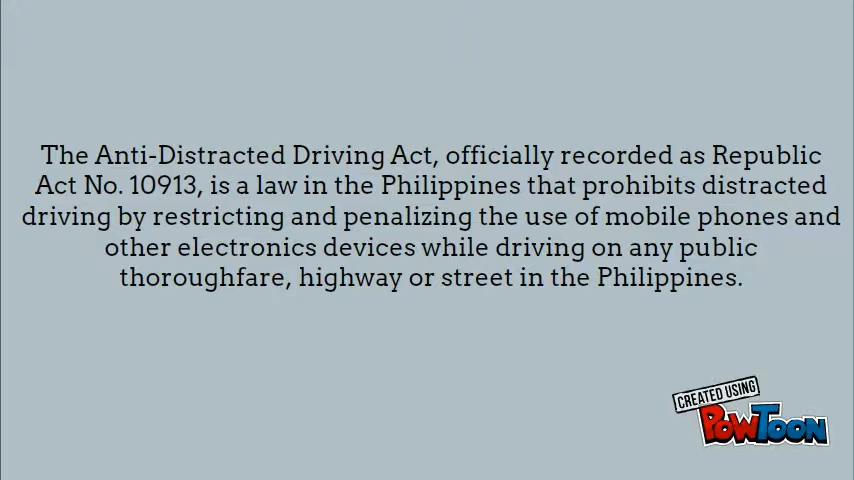 The Anti-Distracted Driving Act, officially recorded as Republic
Act No. 10913, is a law in the Philippines that prohibits distracted
driving by restricting and penalizing the use of mobile phones and
other electronics devices while driving on any public
thoroughfare, highway or street in the Philippines.
CREATED USING
POWTOON